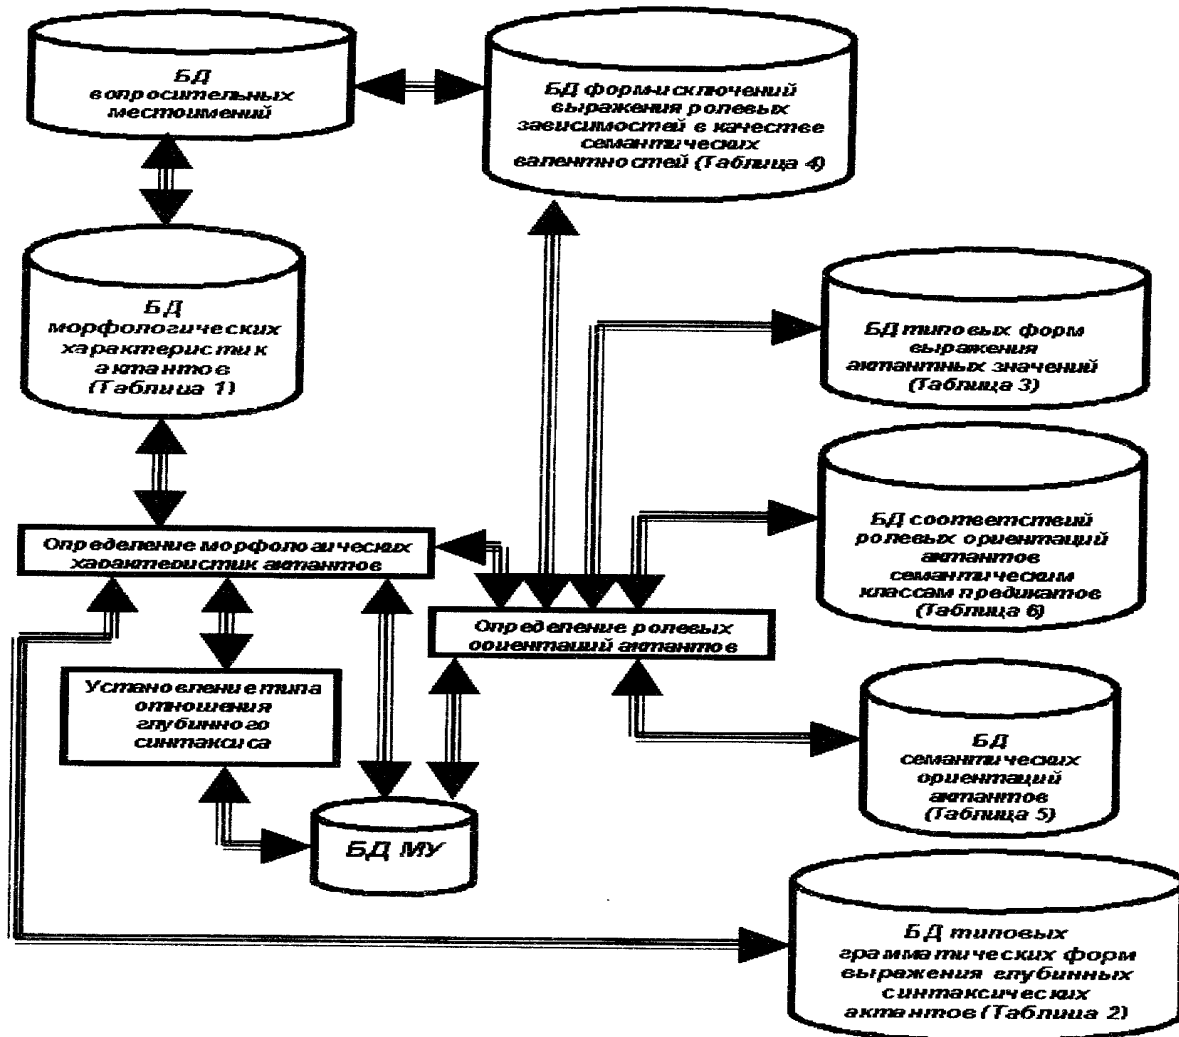 БД
вопросительных
местоимений
БД форм-исключений
выражения ролевых
зависимостей в качестве
семантических
валентностей (Таблица 4)
БД
морфологических
характеристик
актантов
(Таблица 1)
БД типовых форм
выражения
актантных значений
(Таблица 3)
БД соответствий
ролевых ориентаций
актантов
семантическим
классам предикатов
(Таблица 6)
Определение морфологических
характеристик актантов
Определение ролевых
ориентаций актантов
Установление типа
отношения
глубинного
синтаксиса
БД
семантических
ориентаций
актантов
(Таблица 5)
БД МУ
БД типовых
грамматических форм
выражения глубинных
синтаксических
актантов (Таблица 2)